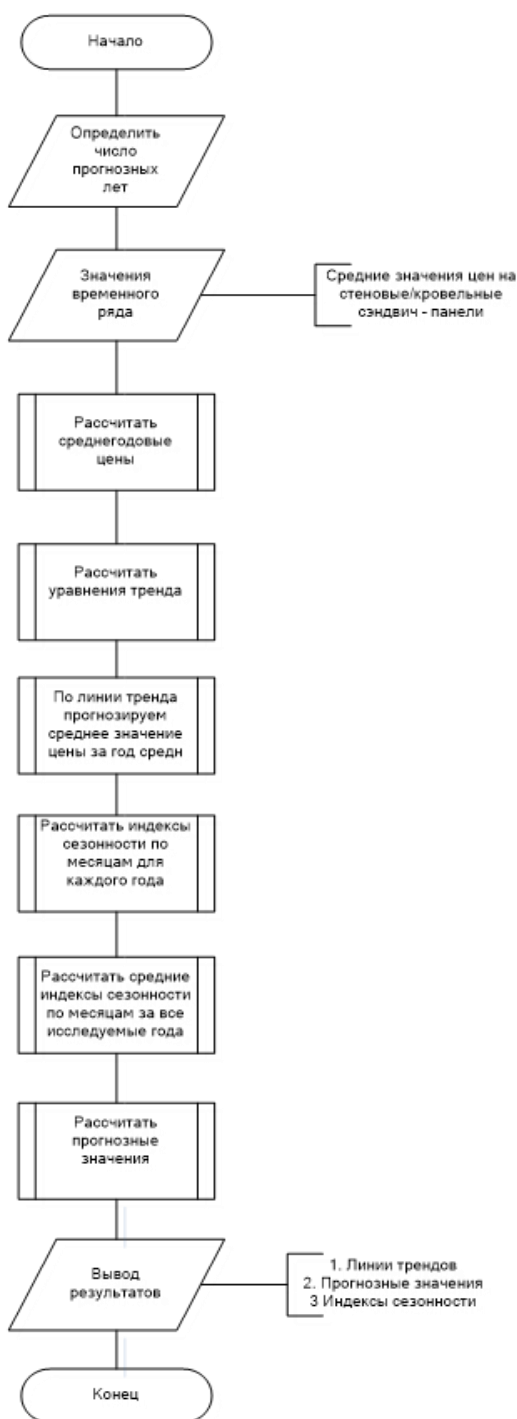 Начало
Определить
число
прогнозных
лет
Значения
временного
ряда
Средние значения цен на
стеновые/кровельные
сэндвич - панели
Рассчитать
среднегодовые
цены
Рассчитать
уравнения тренда
По линии тренда
прогнозируем
среднее значение
цены за год средн
Рассчитать индексы
сезонности по
месяцам для
каждого года
Рассчитать средние
индексы сезонности
по месяцам за все
исследуемые года
Рассчитать
прогнозные
значения
Вывод
результатов
1. Линии трендов
2. Прогнозные значения
3 Индексы сезонности
Конец